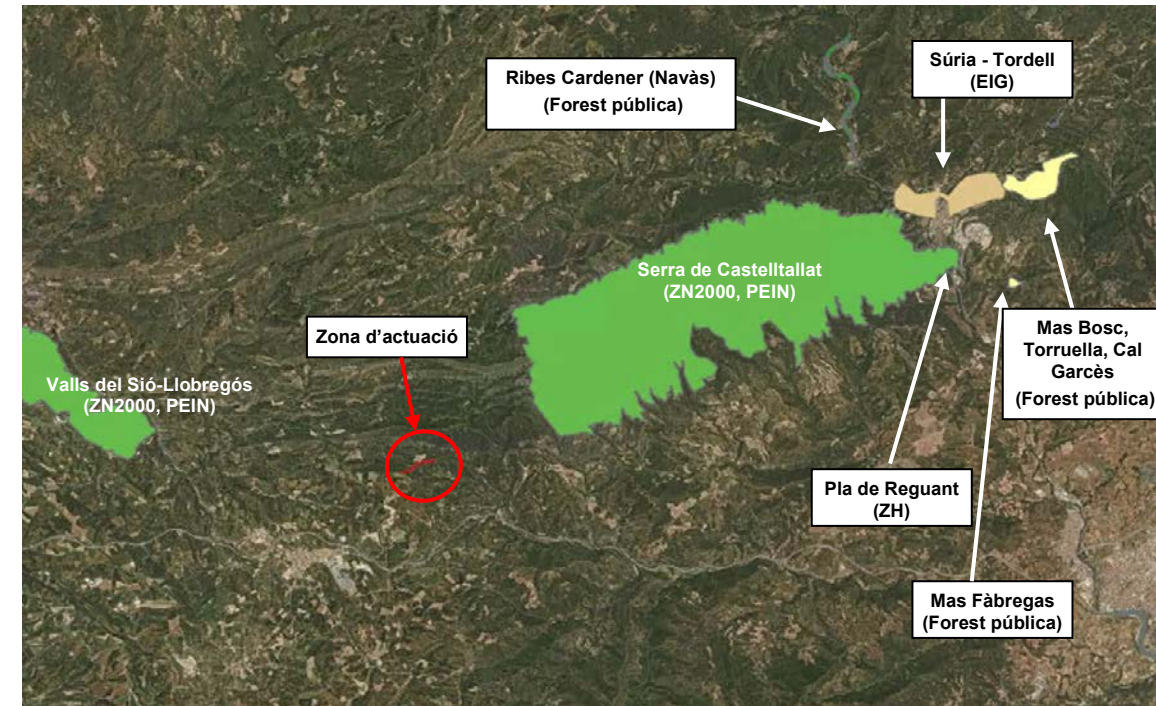 Ribes Cardener (Navàs)
(Forest pública)
Súria - Tordell
(EIG)
Serra de Castelltallat
(ZN2000, PEIN)
Zona d'actuació
Valls del Sió-Llobregós
(ZN2000, PEIN)
Mas Bosc,
Torruella, Cal
Garcès
(Forest pública)
Pla de Reguant
(ZH)
Mas Fàbregas
(Forest pública)